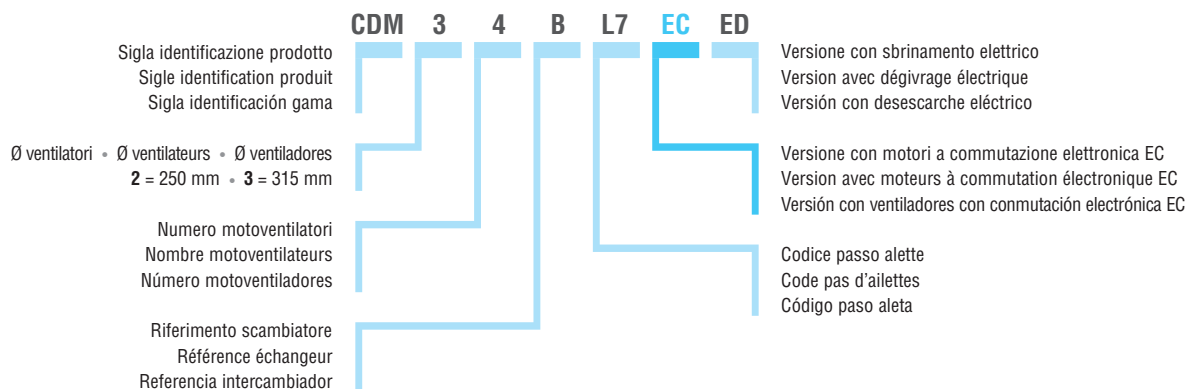 CDM 3 4 B L7 EC ED
Sigla identificazione prodotto
Sigle identification produit
Sigla identificación gama
Ø ventilatori • Ø ventilateurs • Ø ventiladores
2 = 250 mm • 3 = 315 mm
Numero motoventilatori
Nombre motoventilateurs
Número motoventiladores
Riferimento scambiatore
Référence échangeur
Referencia intercambiador
Versione con sbrinamento elettrico
Version avec dégivrage électrique
Versión con desescarche eléctrico
Versione con motori a commutazione elettronica EC
Version avec moteurs à commutation électronique EC
Versión con ventiladores con conmutación electrónica EC
Codice passo alette
Code pas d'ailettes
Código paso aleta